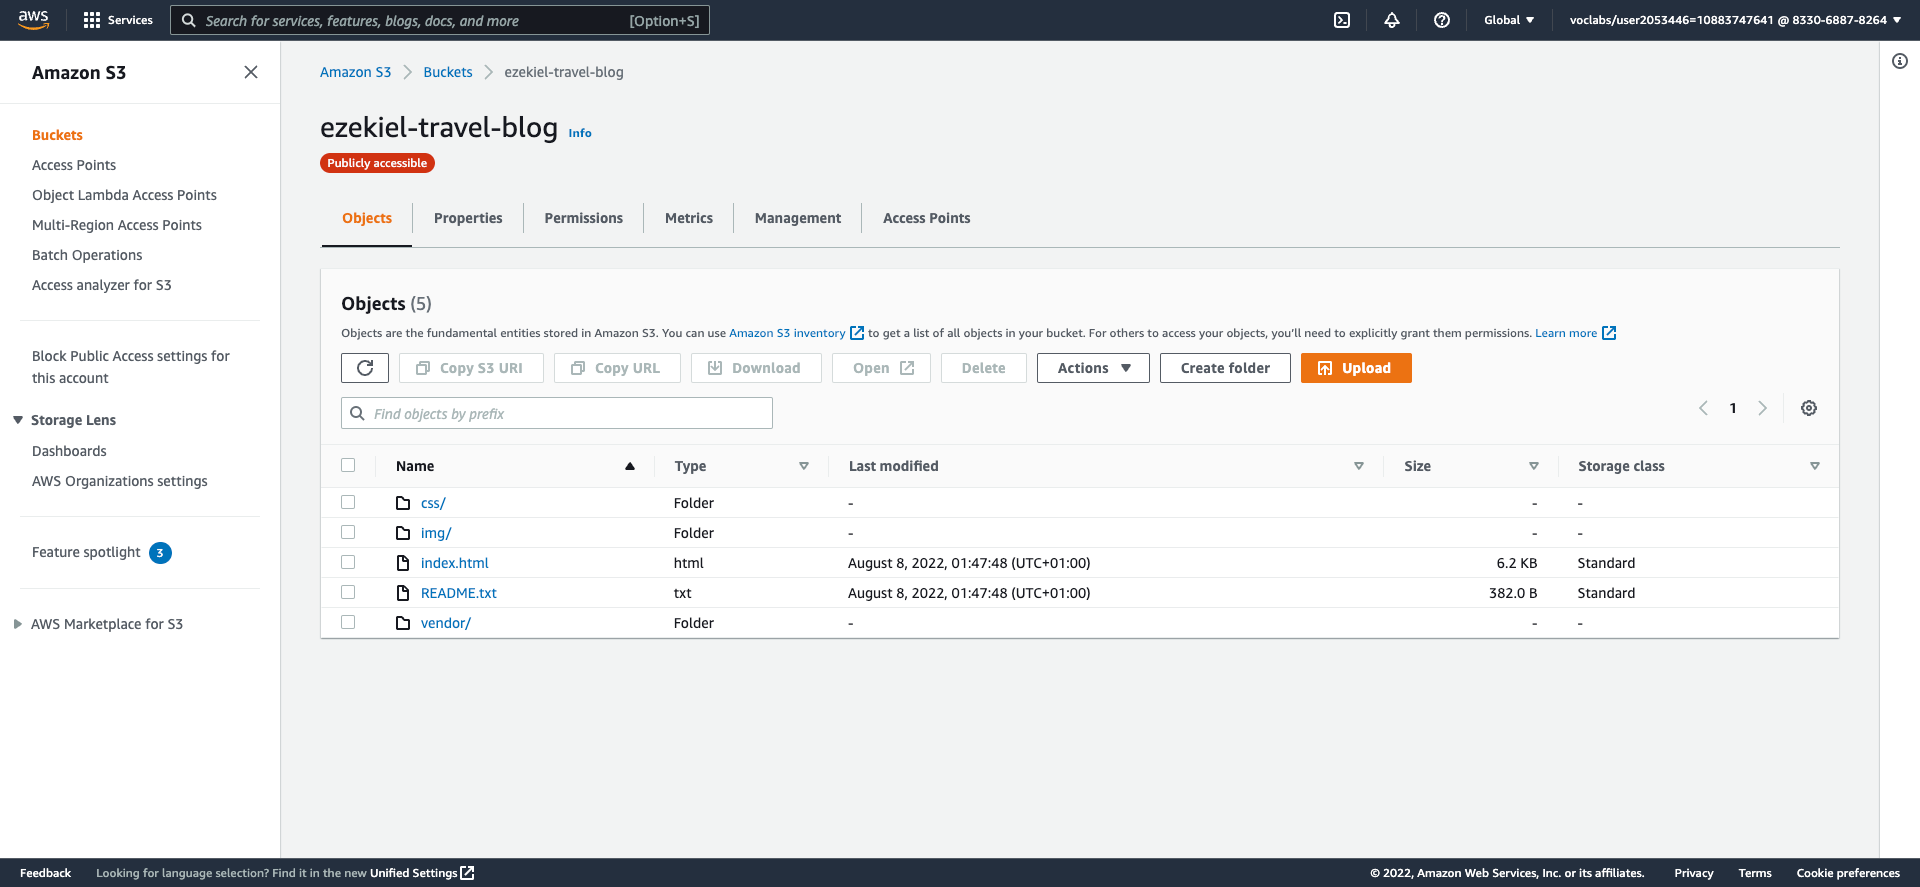 aws Services Search for services, features, blogs, docs, and more [Option+S] Global voclabs/user2053446=10883747641 @ 8330-6887-8264
Amazon S3
Buckets
Access Points
Object Lambda Access Points
Multi-Region Access Points
Batch Operations
Access analyzer for S3
Block Public Access settings for
this account
Storage Lens
Dashboards
AWS Organizations settings
Feature spotlight 3
AWS Marketplace for S3
Amazon S3 Buckets ezekiel-travel-blog
ezekiel-travel-blog Info
Publicly accessible
Objects Properties Permissions Metrics Management Access Points
Objects (5)
Objects are the fundamental entities stored in Amazon S3. You can use Amazon S3 inventory to get a list of all objects in your bucket. For others to access your objects, you'll need to explicitly grant them permissions. Learn more
Copy S3 URI Copy URL Download Open Delete Actions Create folder Upload
Find objects by prefix 1
Name Type Last modified Size Storage class
css/ Folder - - -
img/ Folder - - -
index.html html August 8, 2022, 01:47:48 (UTC+01:00) 6.2 KB Standard
README.txt txt August 8, 2022, 01:47:48 (UTC+01:00) 382.0 B Standard
vendor/ Folder - - -
Feedback Looking for language selection? Find it in the new Unified Settings © 2022, Amazon Web Services, Inc. or its affiliates. Privacy Terms Cookie preferences